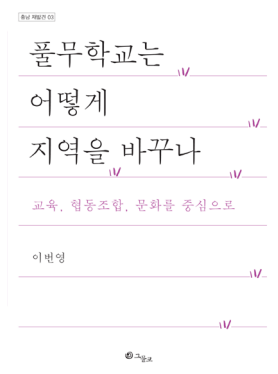 충남 재발견 03
풀무학교는
어떻게
지역을 바꾸나
교육, 협동조합, 문화를 중심으로
이번영
그물코